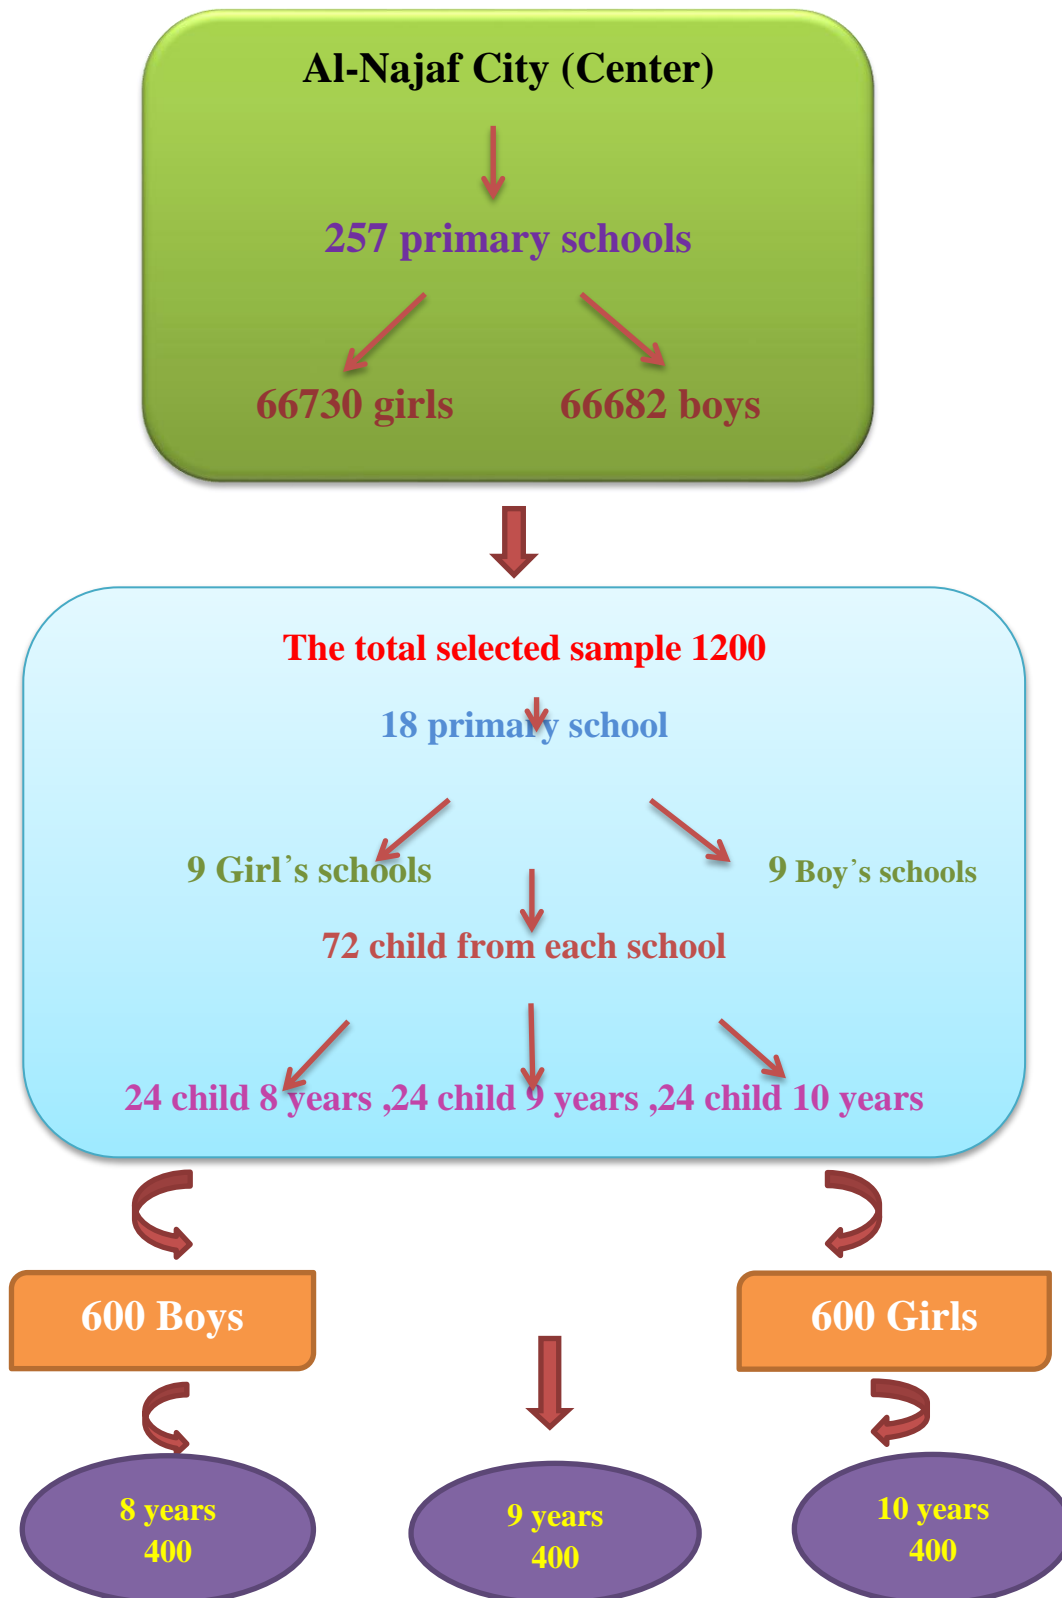 Al-Najaf City (Center)
257 primary schools
66730 girls
66682 boys
The total selected sample 1200
18 primary school
9 Girl's schools
9 Boy's schools
72 child from each school
24 child 8 years ,24 child 9 years ,24 child 10 years
600 Boys
600 Girls
8 years
400
9 years
400
10 years
400